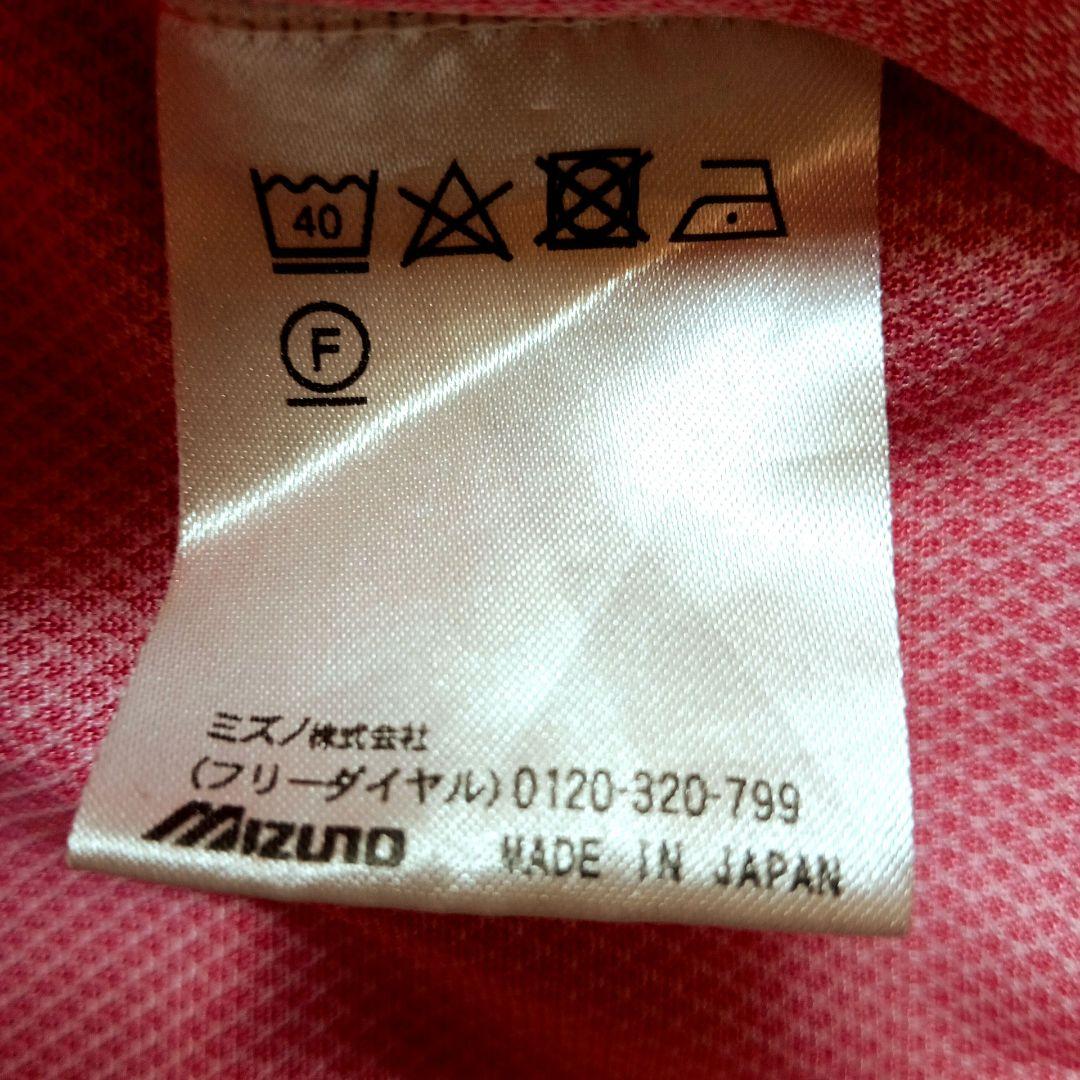 40
F
ミズノ株式会社
(フリーダイヤル)0120-320-799
MIZUNO MADE IN JAPAN